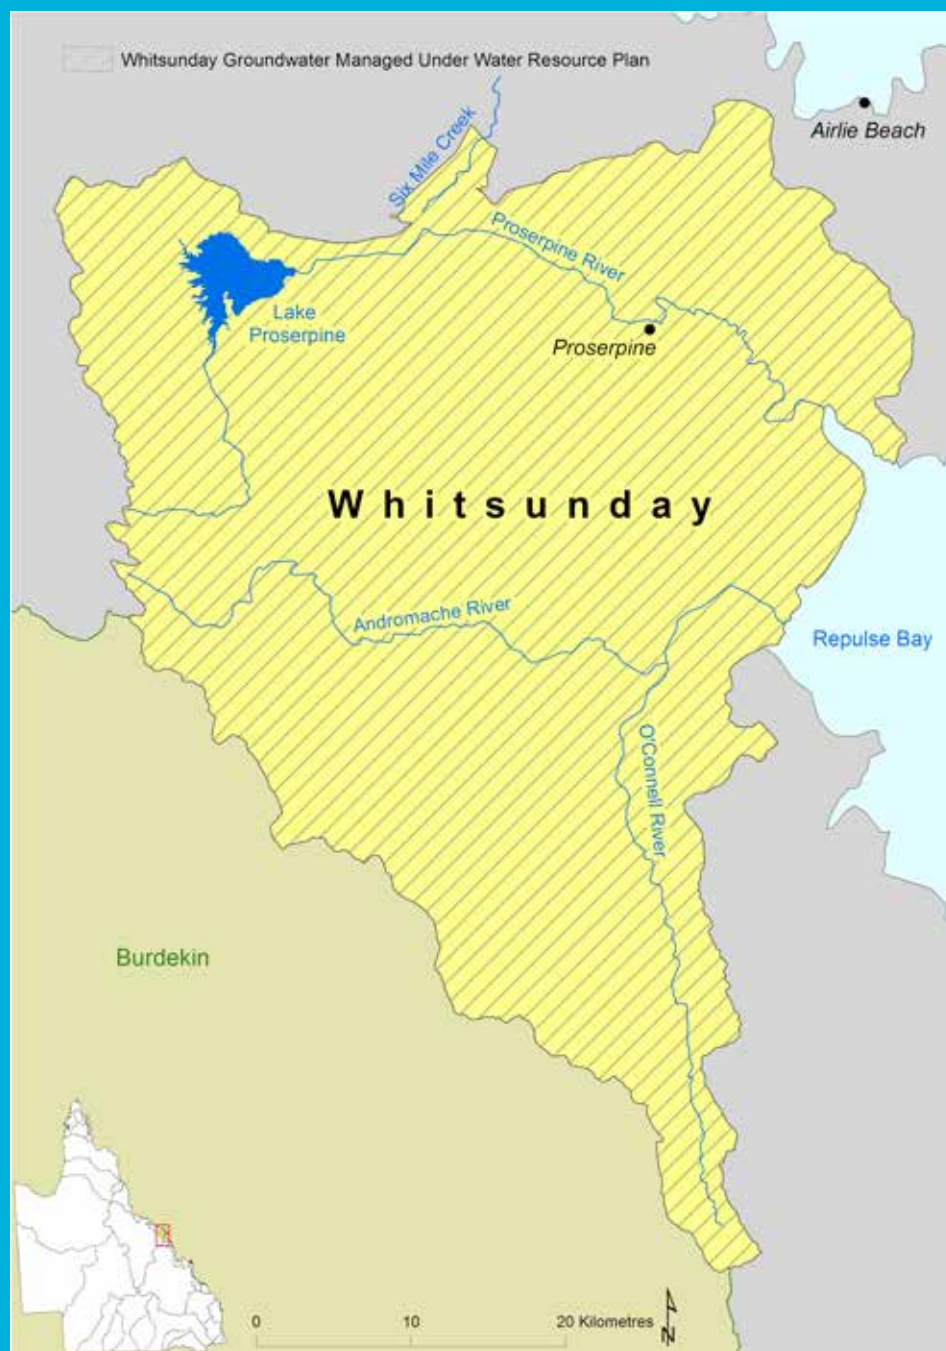 Whitsunday Groundwater Managed Under Water Resource Plan
Airlie Beach
Six Mile Creek
Proserpine River
Lake
Proserpine
Proserpine
Whitsunday
Andromache River
Repulse Bay
O'Connell River
Burdekin
0 10 20 Kilometres
N